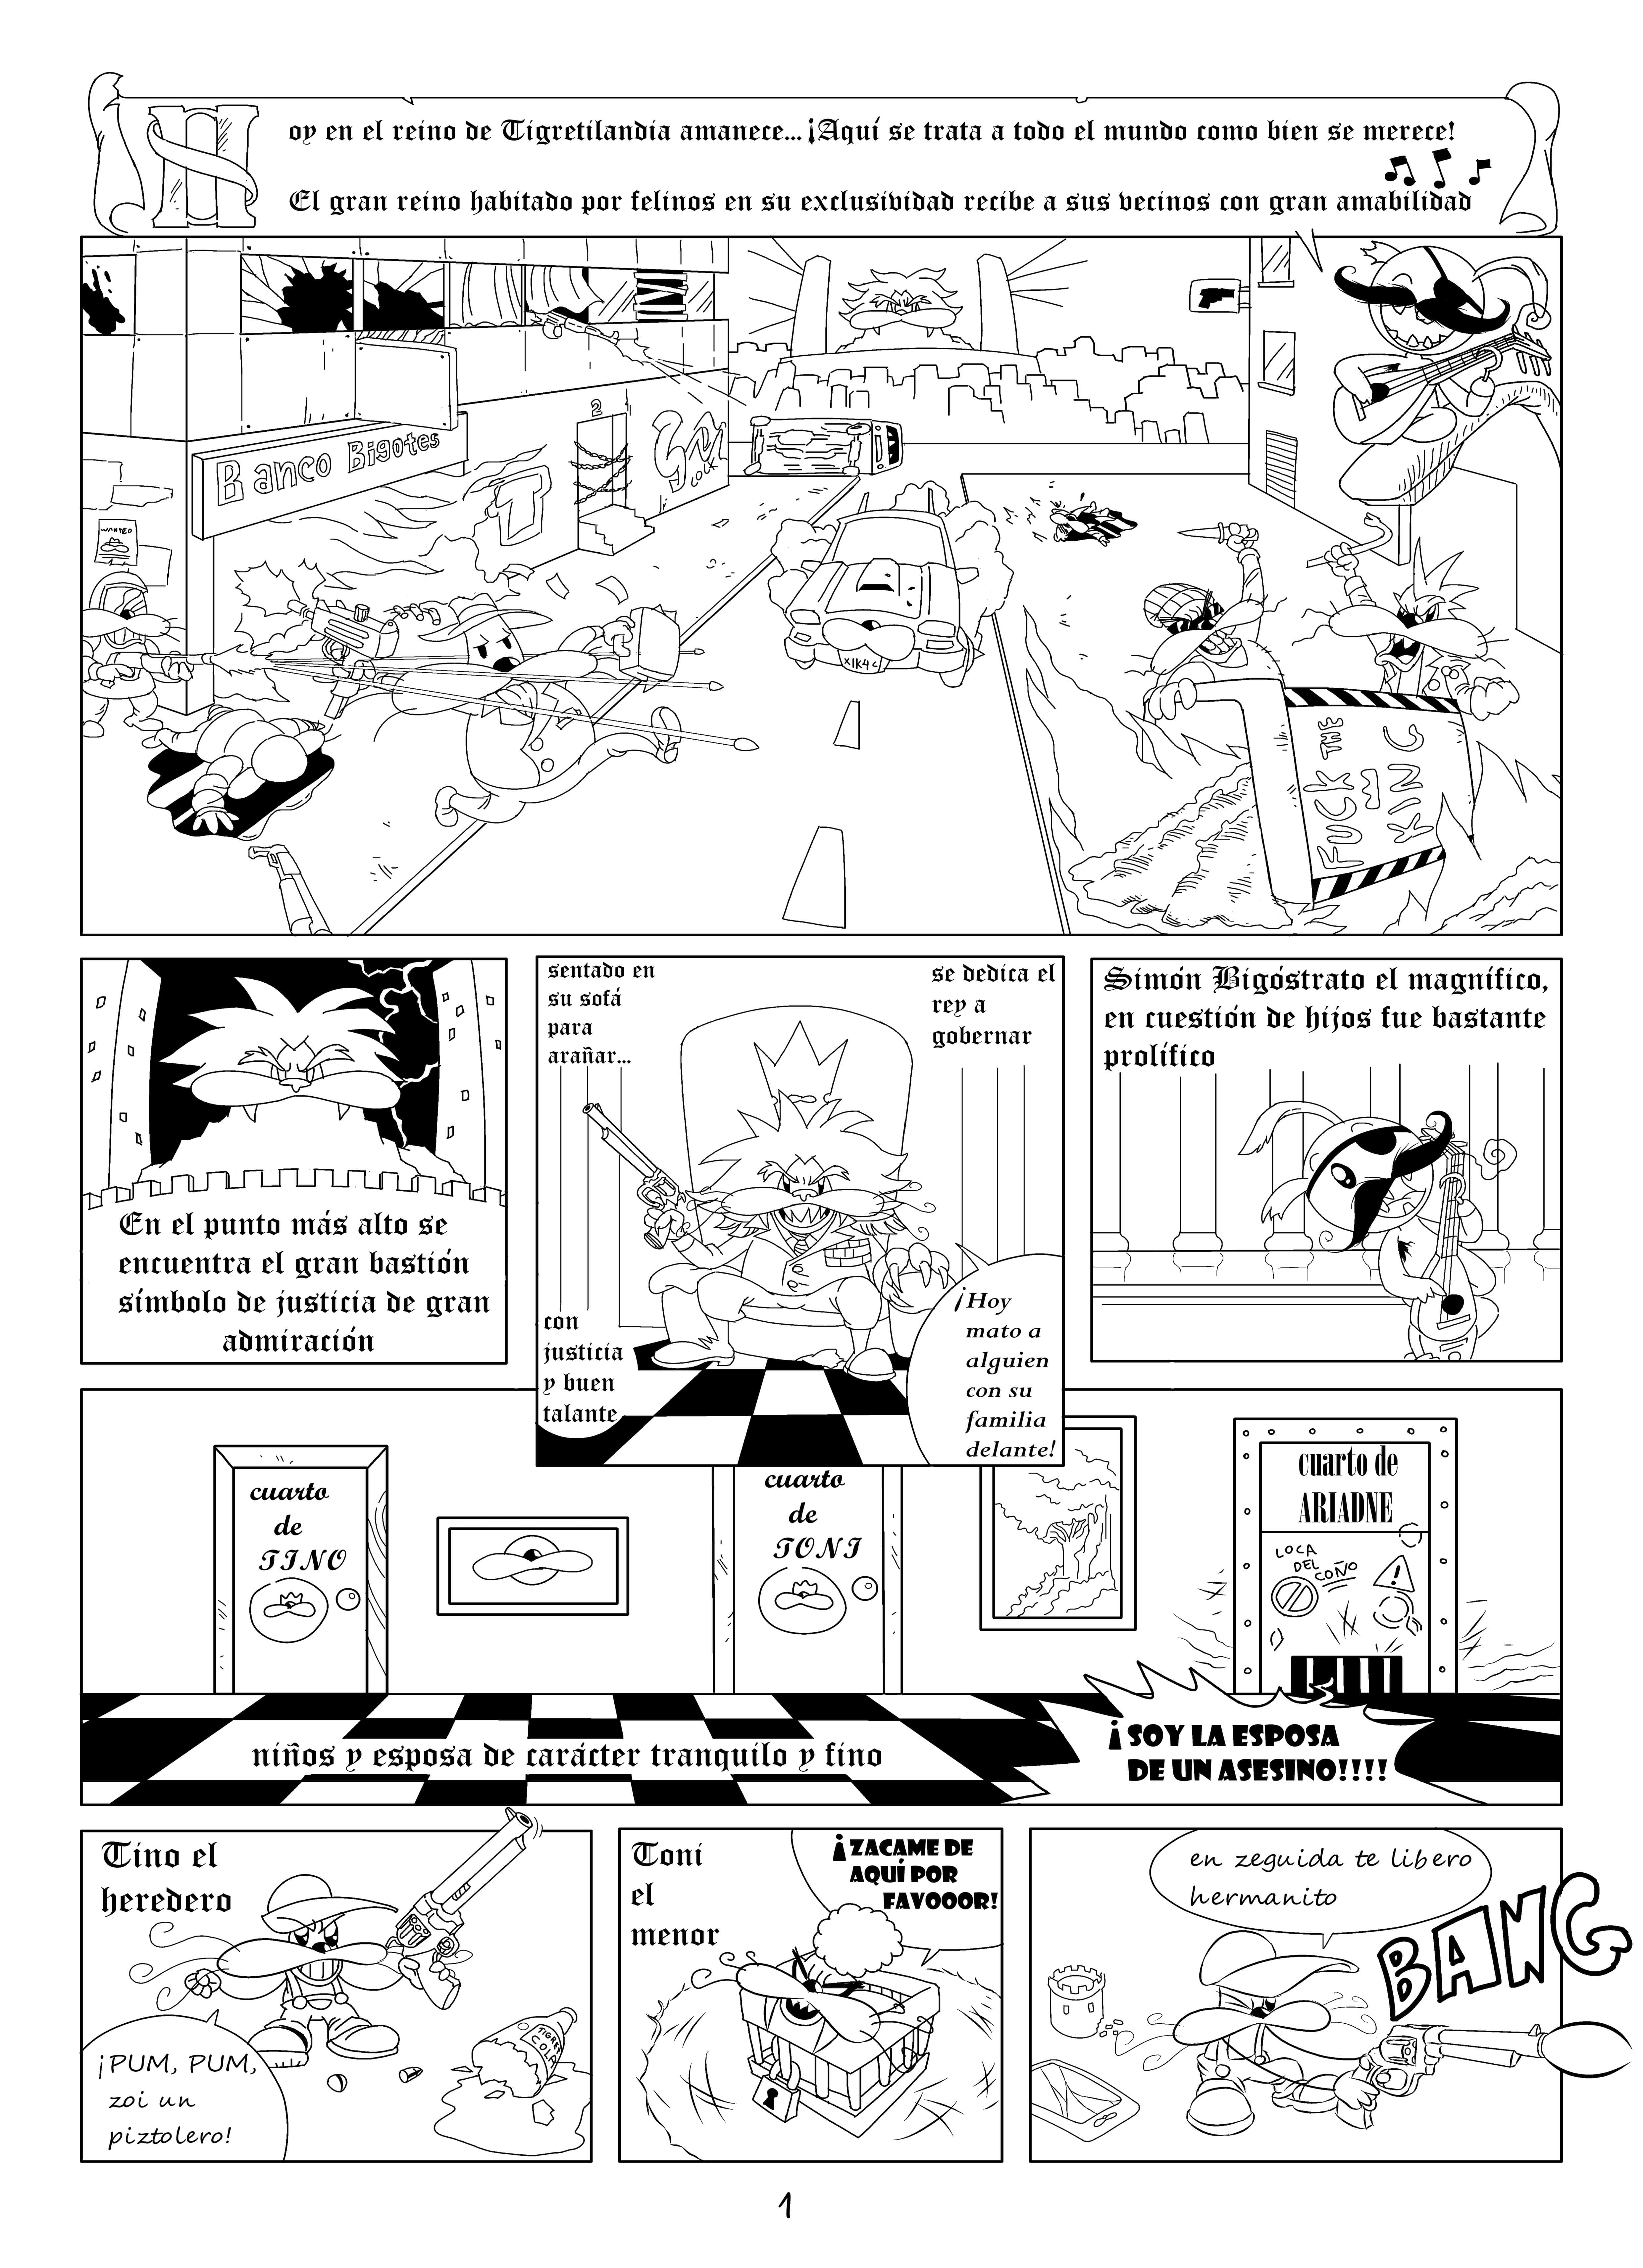 Hoy en el reino de Tigretilandia amanece... ¡Aquí se trata a todo el mundo como bien se merece!
El gran reino habitado por felinos en su exclusividad recibe a sus vecinos con gran amabilidad
Banco Bigotes
2
WANTED
X1K4C
FUCK THE
KING
En el punto más alto se
encuentra el gran bastión
símbolo de justicia de gran
admiración
sentado en
su sofá
para
arañar...
se dedica el
rey a
gobernar
con
justicia
y buen
talante
¡Hoy
mato a
alguien
con su
familia
delante!
Simón Bigóstrato el magnífico,
en cuestión de hijos fue bastante
prolífico
cuarto
de
TINO
cuarto
de
TONI
cuarto de
ARIADNE
LOCA
DEL
COÑO
niños y esposa de carácter tranquilo y fino
¡SOY LA ESPOSA
DE UN ASESINO!!!!
Tino el
heredero
¡PUM, PUM,
zoi un
piztolero!
TIGRE
COLA
Toni
el
menor
¡ZACAME DE
AQUÍ POR
FAVOOOR!
en zeguida te libero
hermanito
BANG
1